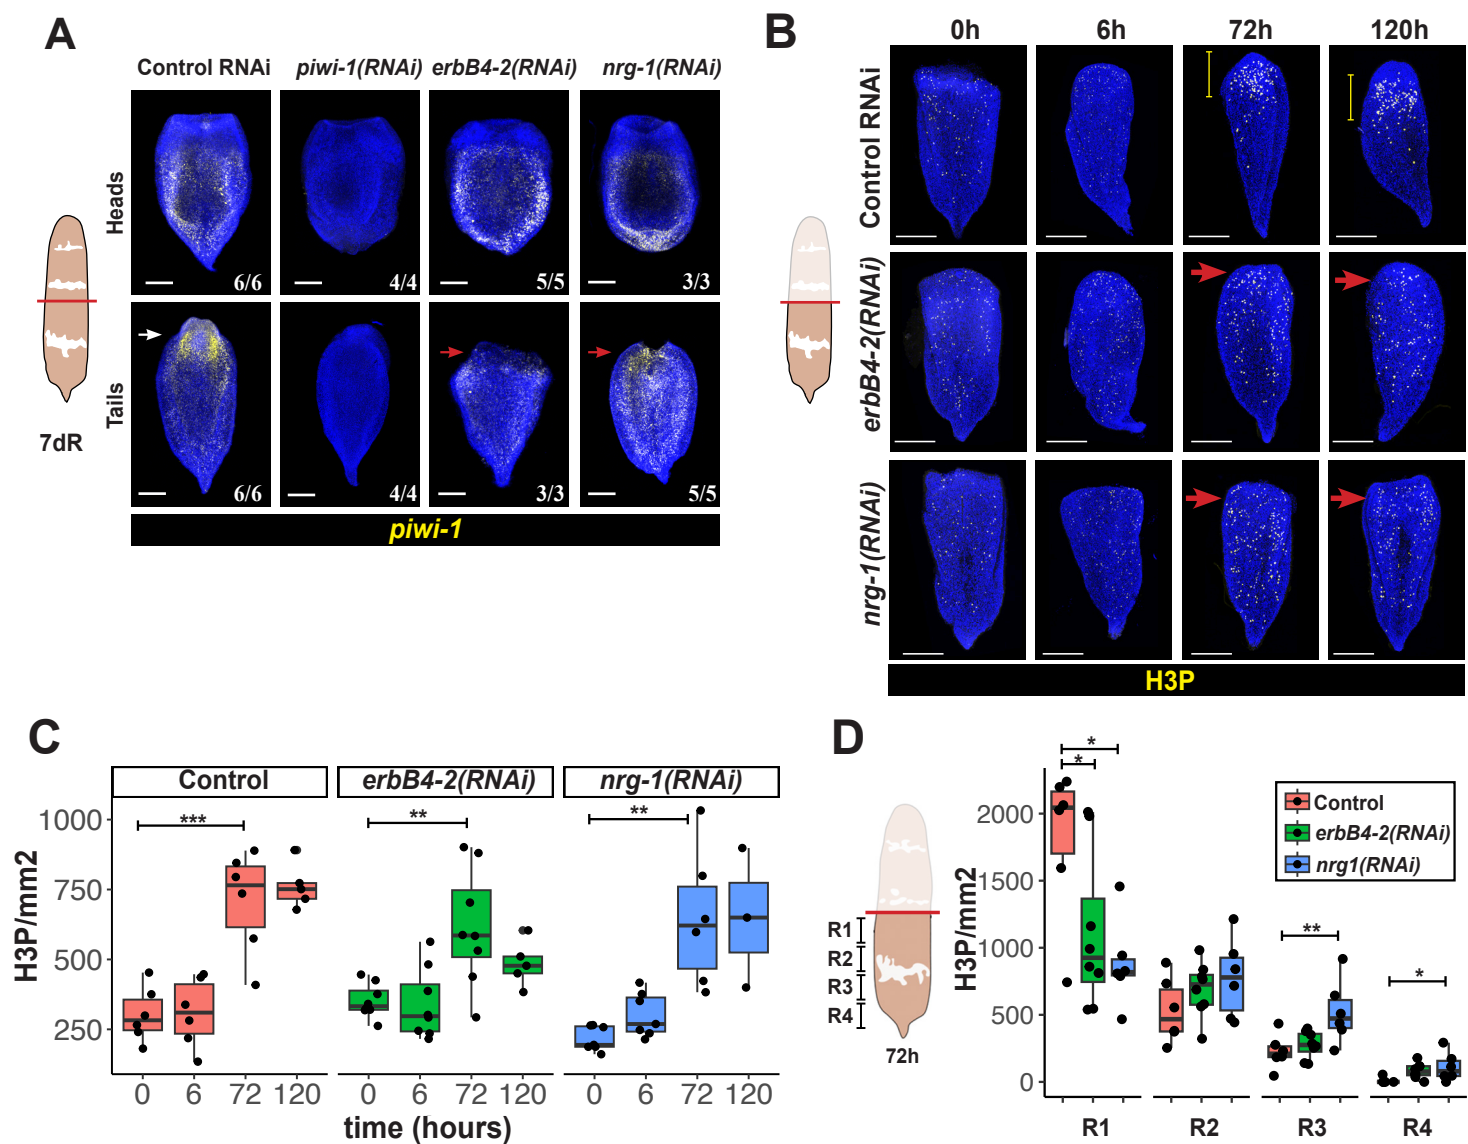 A
Control RNAi piwi-1(RNAi) erbB4-2(RNAi) nrg-1(RNAi)
Heads
6/6 4/4 5/5 3/3
Tails
6/6 4/4 3/3 5/5
7dR
piwi-1
B
0h 6h 72h 120h
Control RNAi
erbB4-2(RNAi)
nrg-1(RNAi)
H3P
C
Control erbB4-2(RNAi) nrg-1(RNAi)
*** ** **
H3P/mm2
1000
750
500
250
0 6 72 120 0 6 72 120 0 6 72 120
time (hours)
D
R1
R2
R3
R4
72h
H3P/mm2
2000
1500
1000
500
0
*
*
**
*
Control
erbB4-2(RNAi)
nrg1(RNAi)
R1 R2 R3 R4